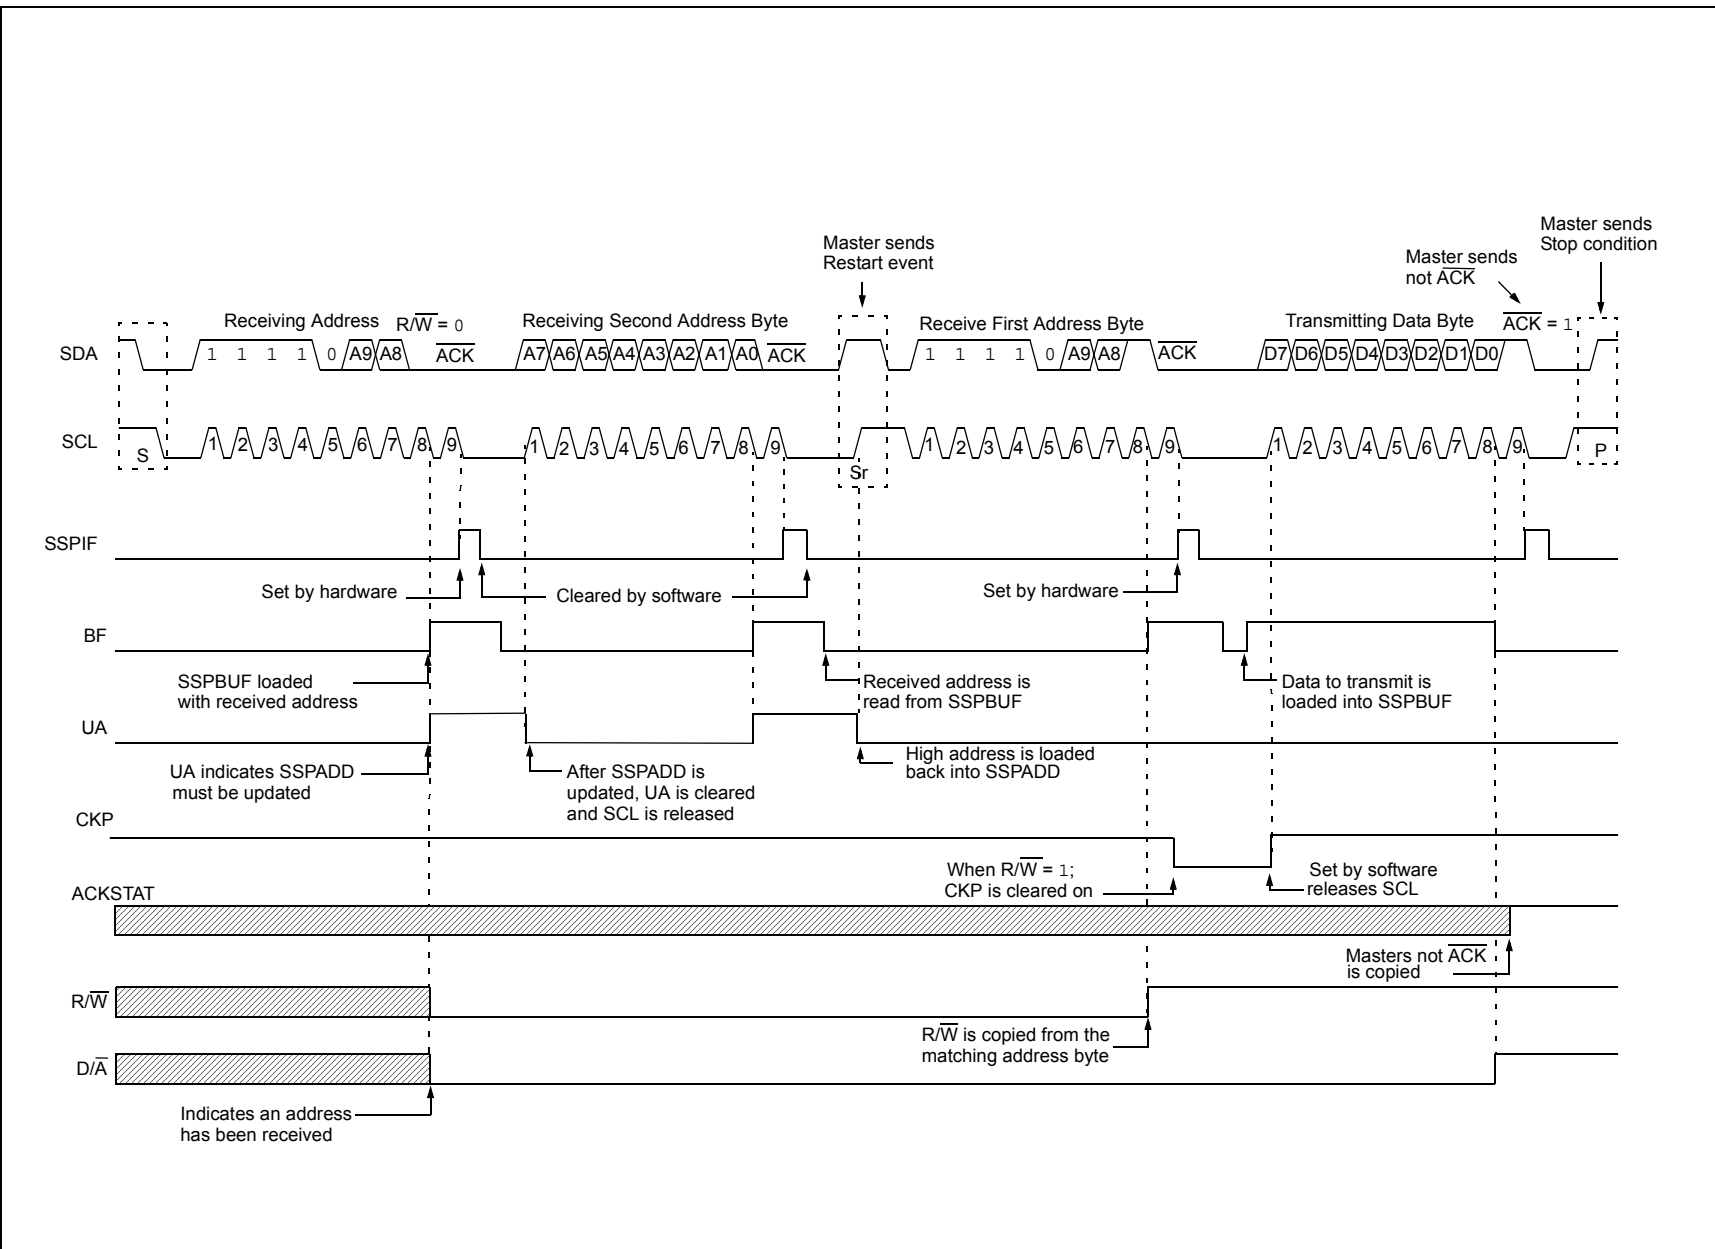 Master sends
Stop condition
Master sends
Restart event
Master sends
not ACK
Receiving Address R/W = 0
Receiving Second Address Byte
Receive First Address Byte
Transmitting Data Byte
ACK = 1
SDA
1 1 1 1 0 A9 A8 ACK A7 A6 A5 A4 A3 A2 A1 A0 ACK 1 1 1 1 0 A9 A8 ACK D7 D6 D5 D4 D3 D2 D1 D0
SCL
S 1 2 3 4 5 6 7 8 9 1 2 3 4 5 6 7 8 9 Sr 1 2 3 4 5 6 7 8 9 1 2 3 4 5 6 7 8 9 P
SSPIF
Set by hardware
Cleared by software
Set by hardware
BF
SSPBUF loaded
with received address
Received address is
read from SSPBUF
Data to transmit is
loaded into SSPBUF
UA
UA indicates SSPADD
must be updated
After SSPADD is
updated, UA is cleared
and SCL is released
High address is loaded
back into SSPADD
CKP
When R/W = 1;
CKP is cleared on
Set by software
releases SCL
ACKSTAT
Masters not ACK
is copied
R/W
R/W is copied from the
matching address byte
D/A
Indicates an address
has been received